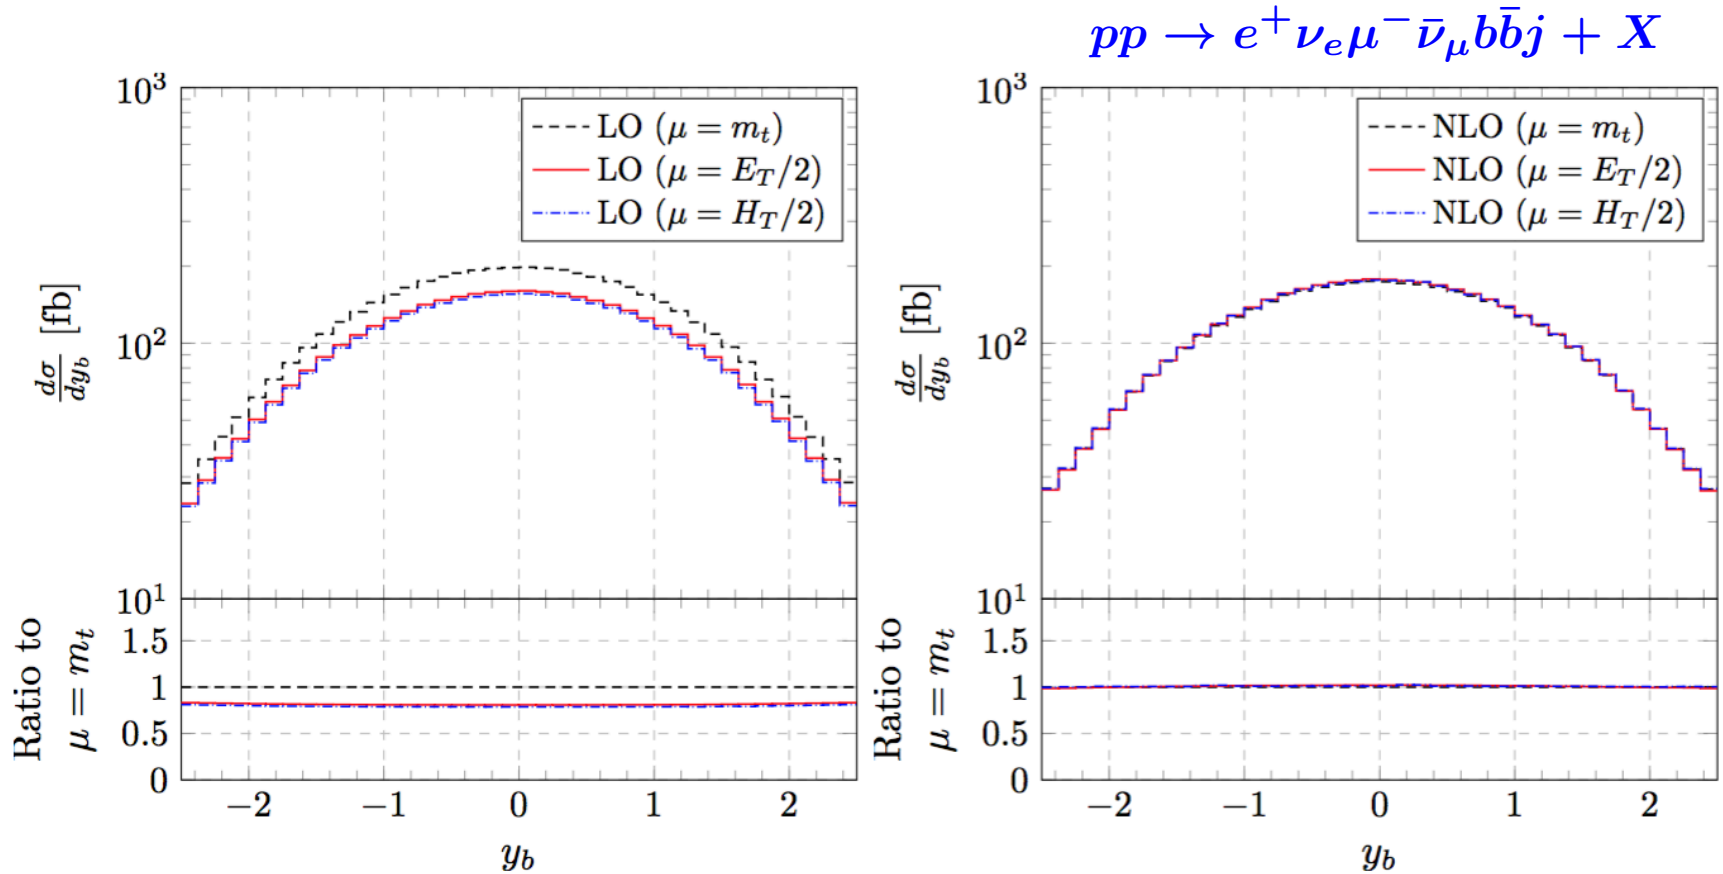 pp → e⁺ν_eμ⁻ν̄_μbb̄j + X
10³
LO (μ = m_t)
LO (μ = E_T/2)
LO (μ = H_T/2)
dσ/dy_b [fb]
10²
10¹
Ratio to
μ = m_t
1.5
1
0.5
0
−2 −1 0 1 2
y_b
10³
NLO (μ = m_t)
NLO (μ = E_T/2)
NLO (μ = H_T/2)
dσ/dy_b [fb]
10²
10¹
Ratio to
μ = m_t
1.5
1
0.5
0
−2 −1 0 1 2
y_b